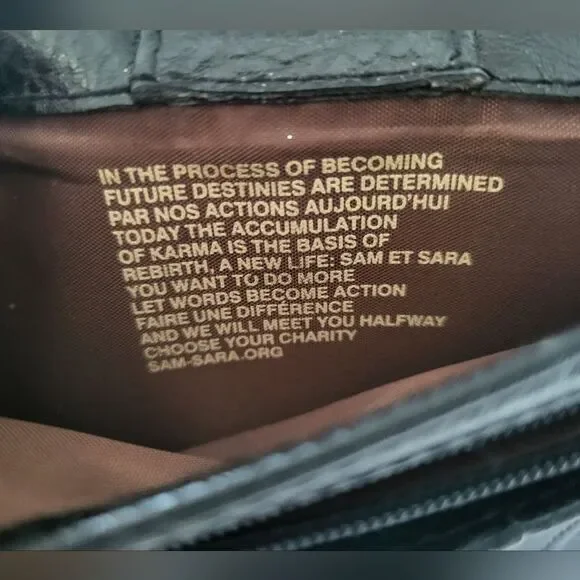 IN THE PROCESS OF BECOMING
FUTURE DESTINIES ARE DETERMINED
PAR NOS ACTIONS AUJOURD'HUI
TODAY THE ACCUMULATION
OF KARMA IS THE BASIS OF
REBIRTH, A NEW LIFE: SAM ET SARA
YOU WANT TO DO MORE
LET WORDS BECOME ACTION
FAIRE UNE DIFFÉRENCE
AND WE WILL MEET YOU HALFWAY
CHOOSE YOUR CHARITY
SAM-SARA.ORG